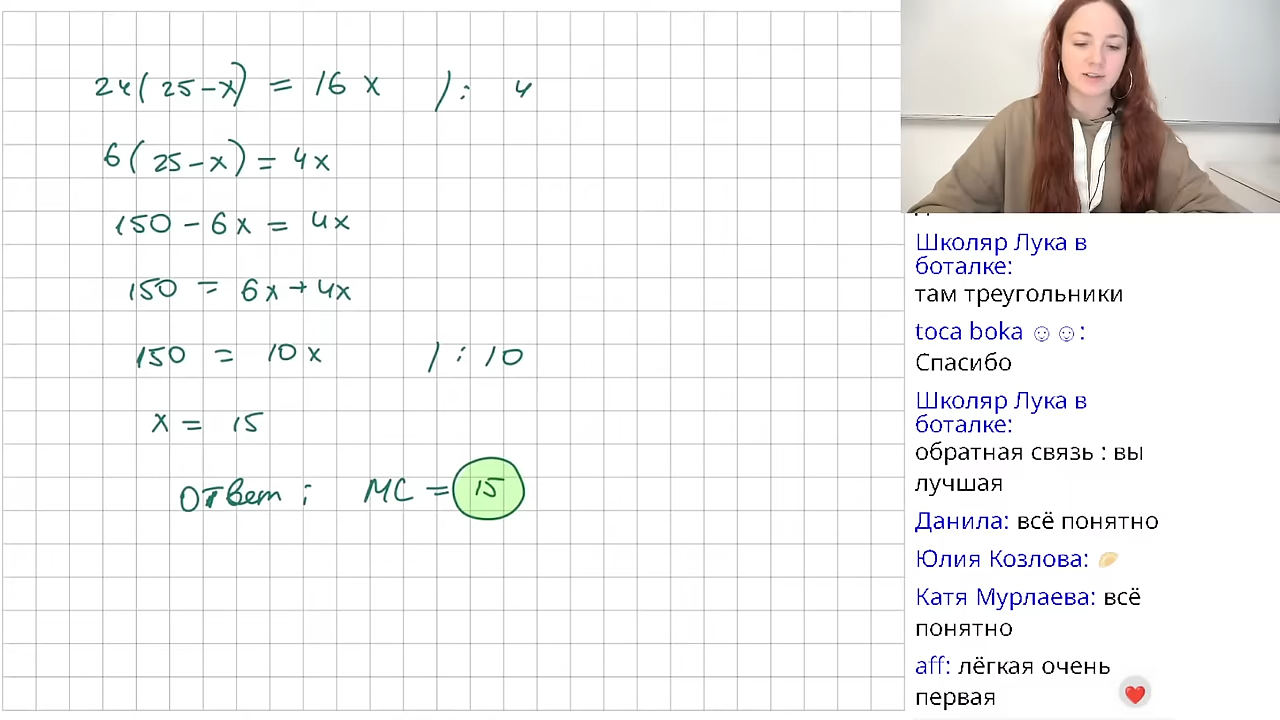 24(25-x) = 16x /: 4
6(25-x) = 4x
150 - 6x = 4x
150 = 6x+4x
150 = 10x /: 10
x = 15
Ответ: MC = 15
Школяр Лука в
боталке:
там треугольники
toca boka ☺☺:
Спасибо
Школяр Лука в
боталке:
обратная связь : вы
лучшая
Данила: всё понятно
Юлия Козлова: 🥟
Катя Мурлаева: всё
понятно
aff: лёгкая очень
первая ❤️